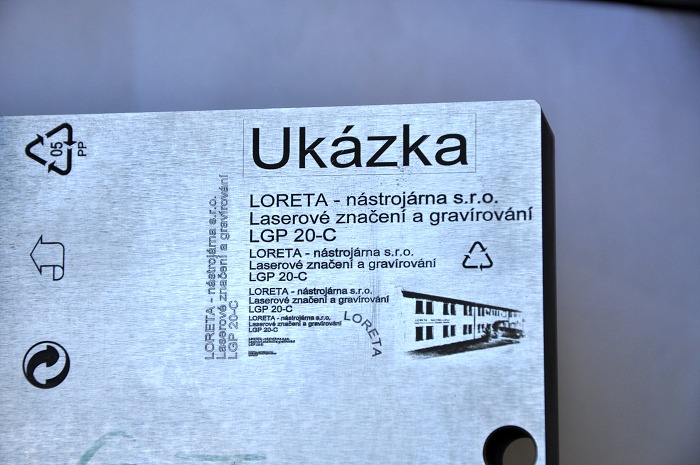 05
PP
Ukázka
LORETA - nástrojárna s.r.o.
Laserové značení a gravírování
LGP 20-C
LORETA - nástrojárna s.r.o.
Laserové značení a gravírování
LGP 20-C
LORETA - nástrojárna s.r.o.
Laserové značení a gravírování
LGP 20-C
LORETA - nástrojárna s.r.o.
Laserové značení a gravírování
LGP 20-C
LORETA - nástrojárna s.r.o.
Laserové značení a gravírování
LGP 20-C
LORETA